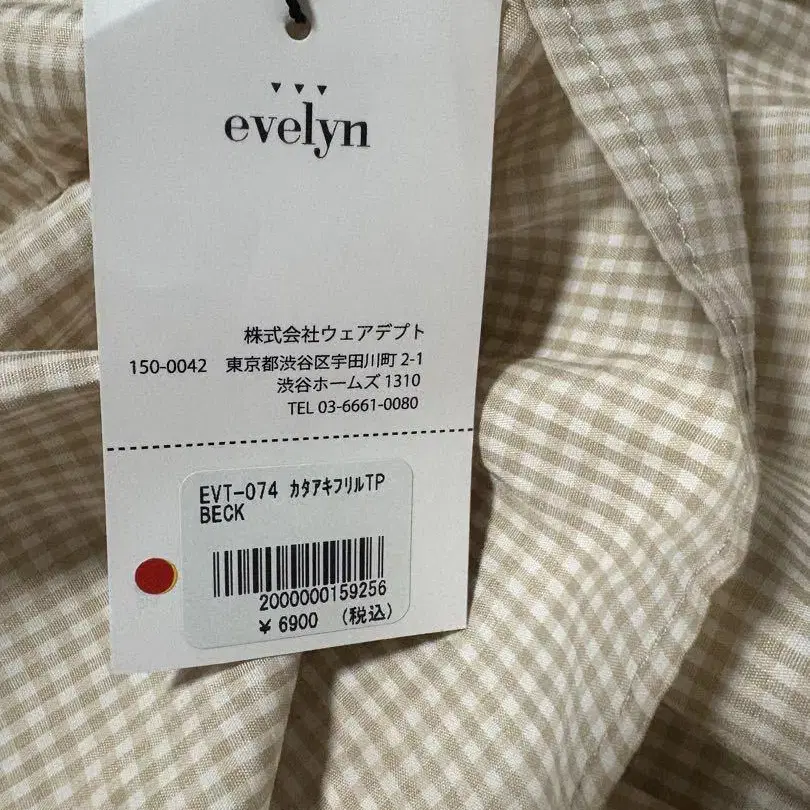 evelyn
株式会社ウェアデプト
150-0042 東京都渋谷区宇田川町 2-1
渋谷ホームズ 1310
TEL 03-6661-0080
EVT-074 カタアキフリルTP
BECK
2000000159256
¥ 6900 (税込)